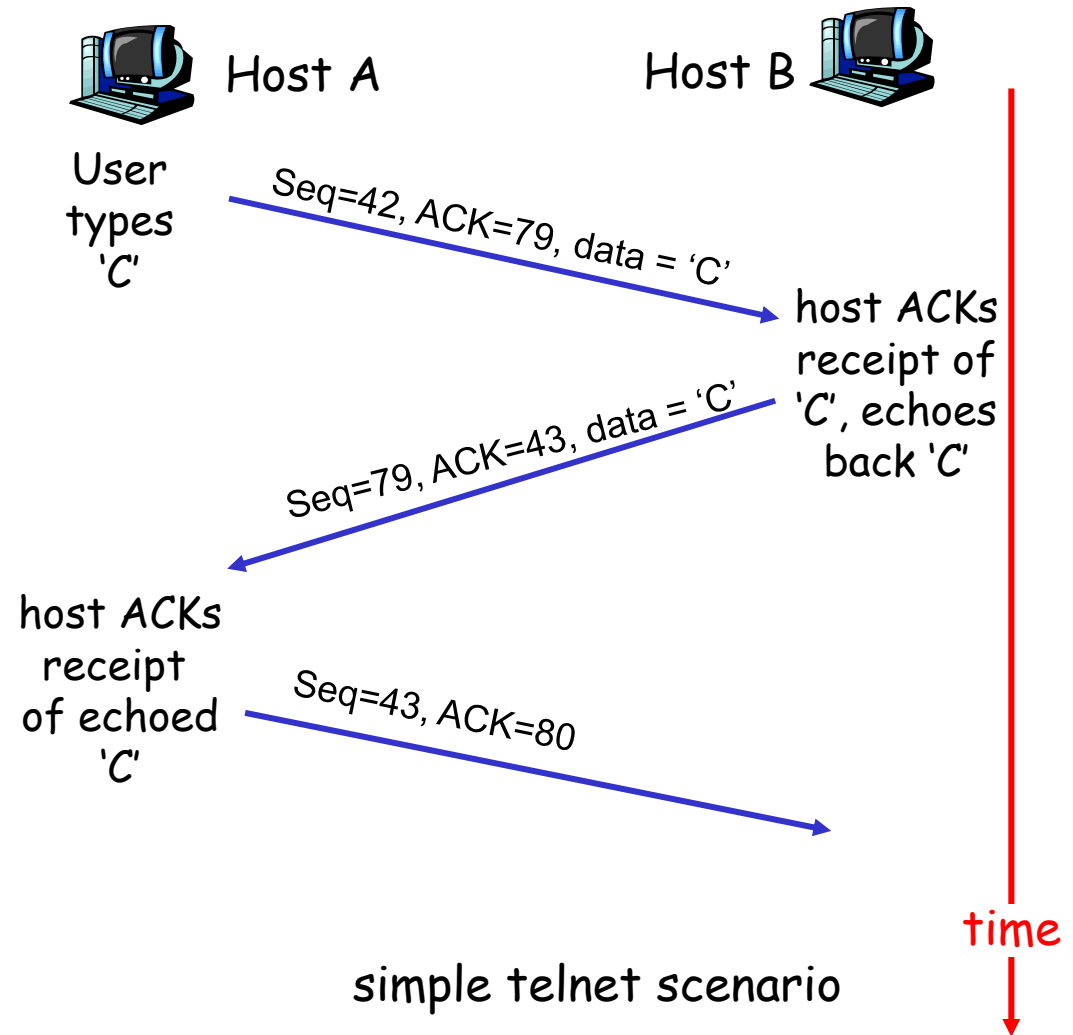 Host A
Host B
User
types
‘C’
Seq=42, ACK=79, data = ‘C’
host ACKs
receipt of
‘C’, echoes
back ‘C’
Seq=79, ACK=43, data = ‘C’
host ACKs
receipt
of echoed
‘C’
Seq=43, ACK=80
time
simple telnet scenario